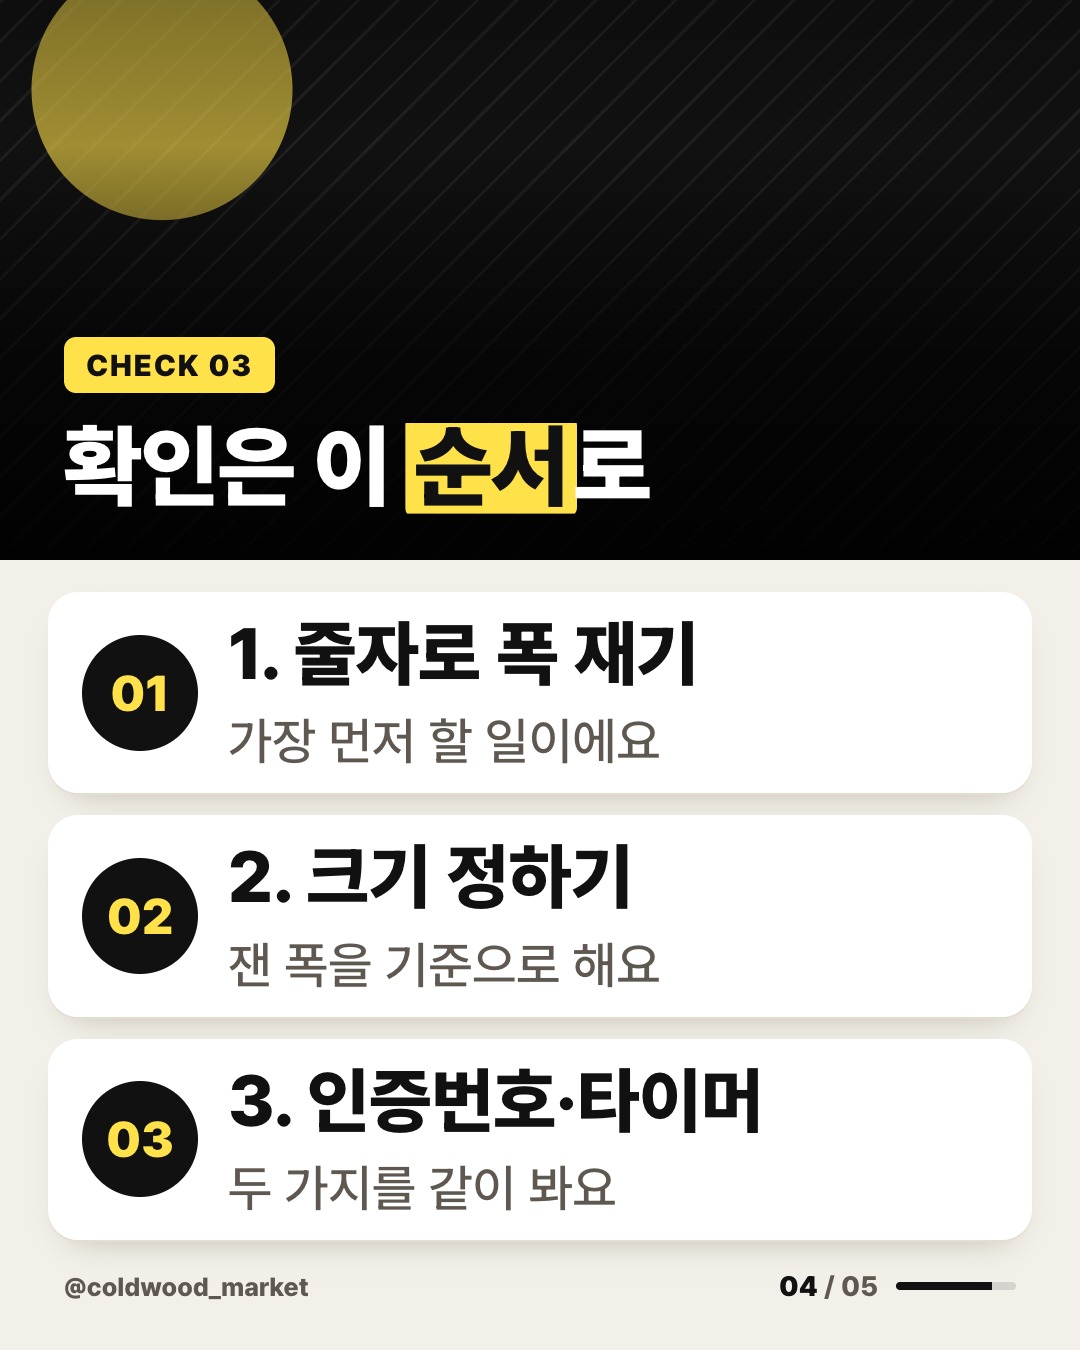 CHECK 03
확인은 이 순서로
01
1. 줄자로 폭 재기
가장 먼저 할 일이에요
02
2. 크기 정하기
잰 폭을 기준으로 해요
03
3. 인증번호·타이머
두 가지를 같이 봐요
@coldwood_market
04 / 05